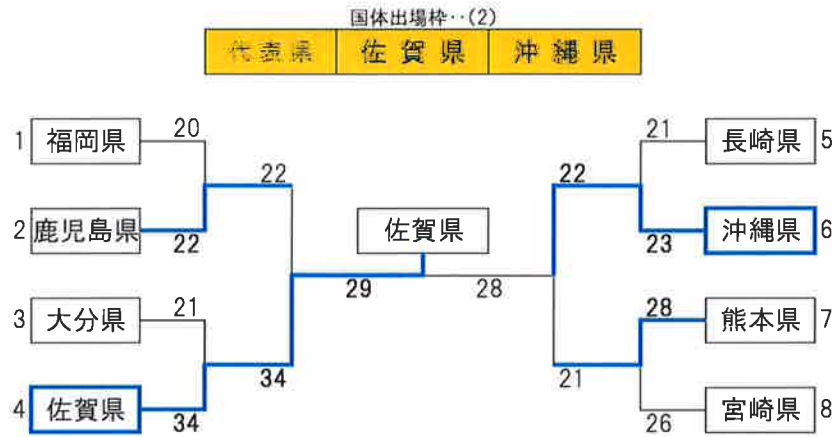 国体出場枠‥(2)
代表県 佐賀県 沖縄県
1 福岡県 20 21 長崎県 5
22 22
2 鹿児島県 22 23 沖縄県 6
佐賀県
29 28
3 大分県 21 28 熊本県 7
34 21
4 佐賀県 34 26 宮崎県 8